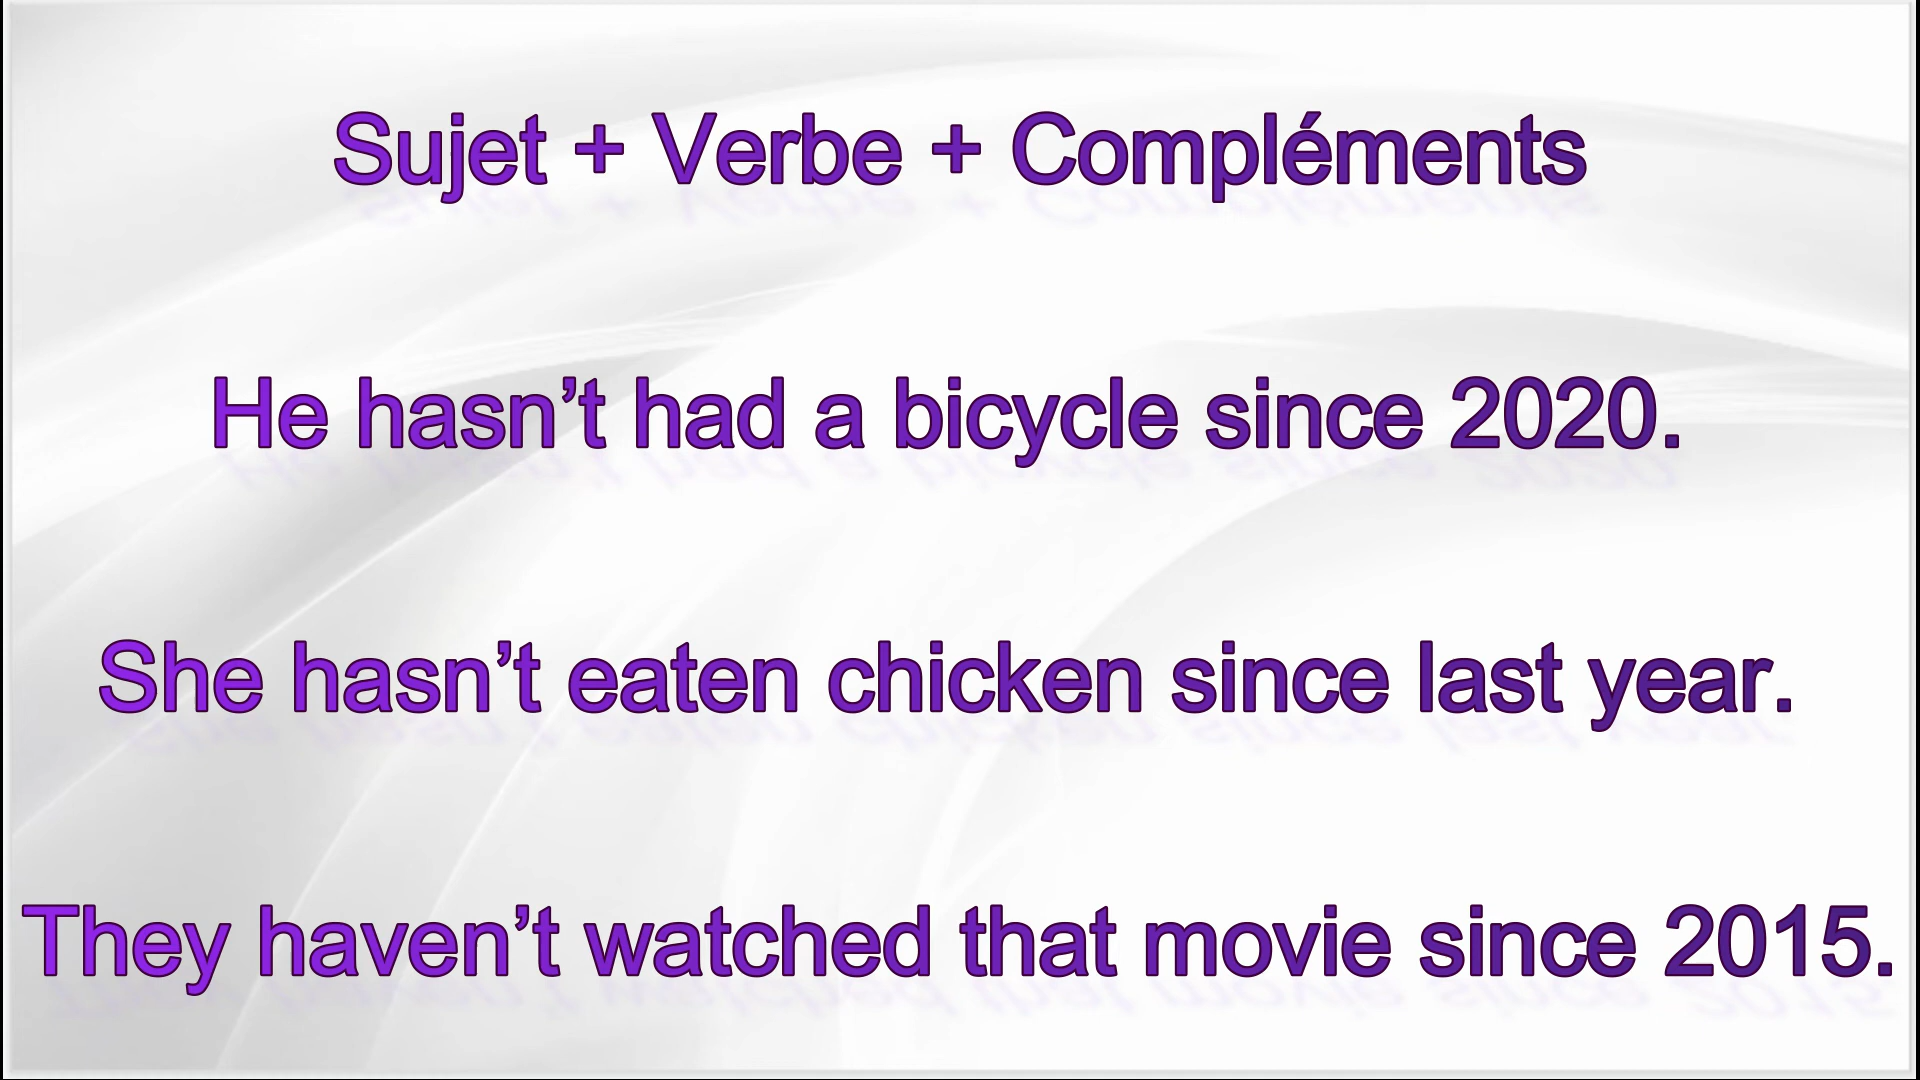 Sujet + Verbe + Compléments
He hasn’t had a bicycle since 2020.
She hasn’t eaten chicken since last year.
They haven’t watched that movie since 2015.